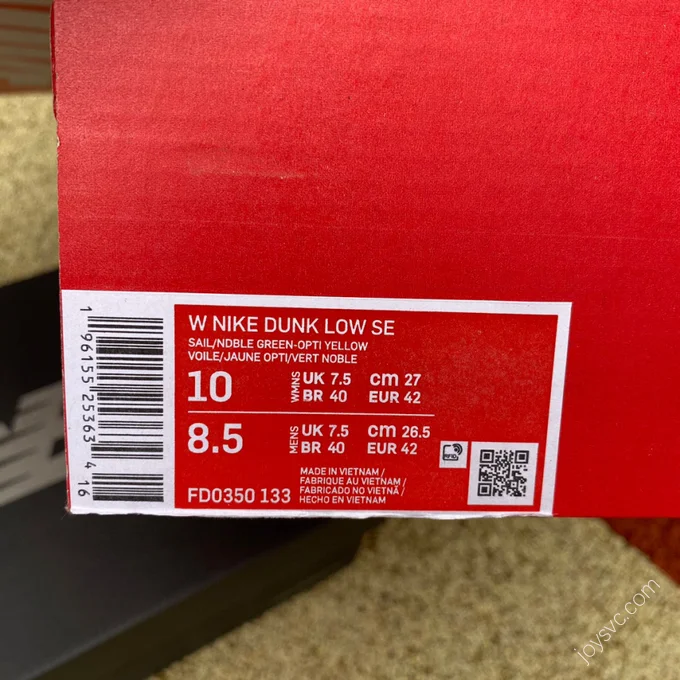 W NIKE DUNK LOW SE
SAIL/NDBLE GREEN-OPTI YELLOW
VOILE/JAUNE OPTI/VERT NOBLE
10 WMNS UK 7.5 cm 27
BR 40 EUR 42
8.5 MENS UK 7.5 cm 26.5
BR 40 EUR 42
FD0350 133
MADE IN VIETNAM /
FABRIQUE AU VIETNAM /
FABRICADO NO VIETNÃ /
HECHO EN VIETNAM
RFID
1 96155 25363 4 16
joysvc.com